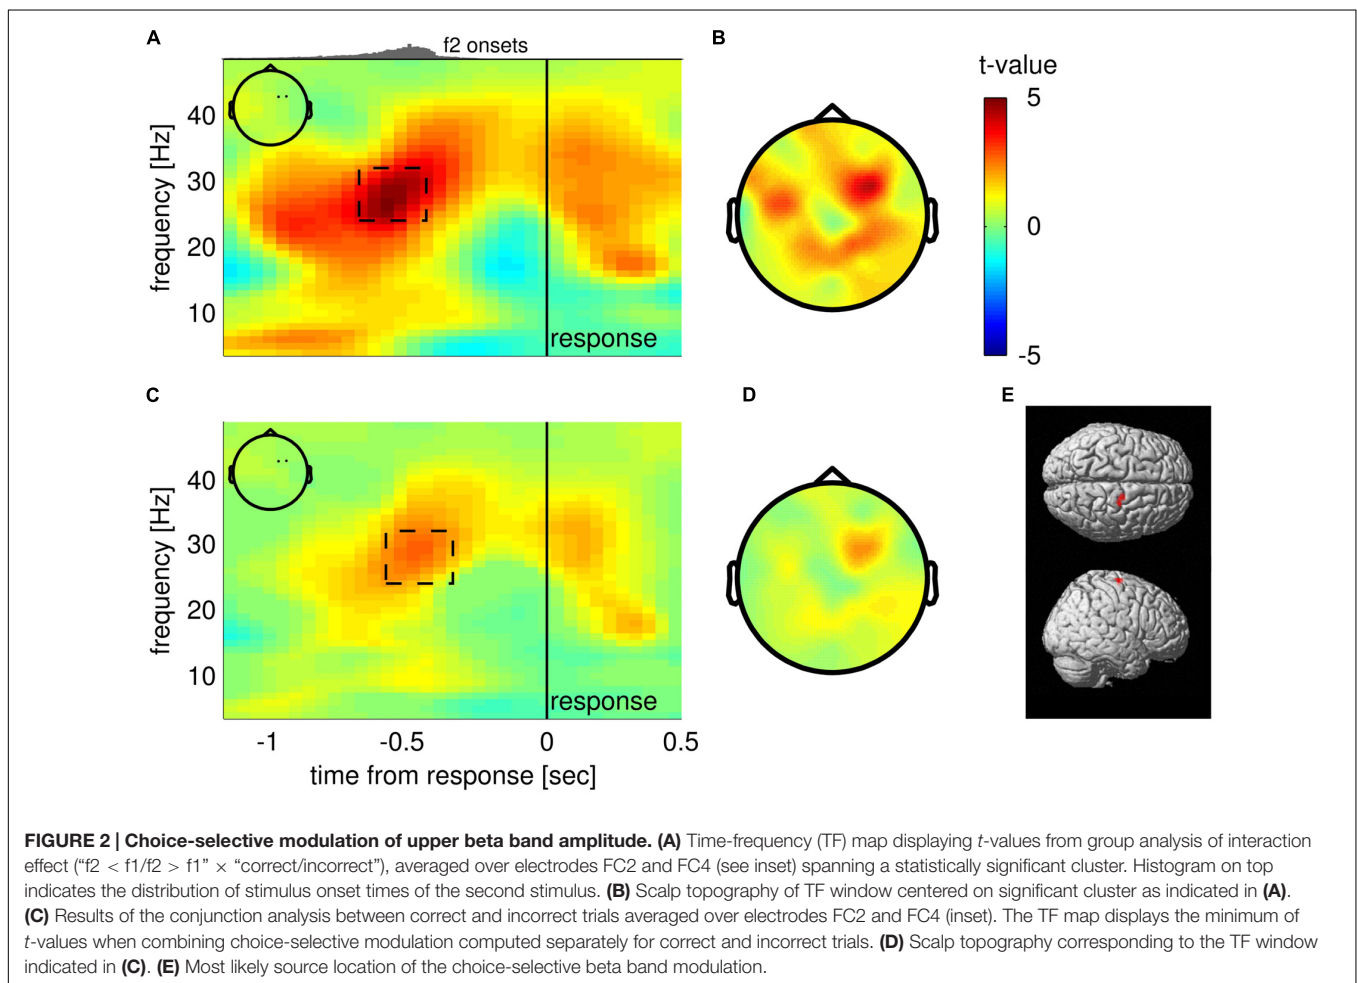 A
f2 onsets
B
t-value
5
0
-5
frequency [Hz]
40
30
20
10
response
C
D
E
frequency [Hz]
40
30
20
10
response
-1
-0.5
0
0.5
time from response [sec]
FIGURE 2 | Choice-selective modulation of upper beta band amplitude. (A) Time-frequency (TF) map displaying t-values from group analysis of interaction
effect (“f2 < f1/f2 > f1” × “correct/incorrect”), averaged over electrodes FC2 and FC4 (see inset) spanning a statistically significant cluster. Histogram on top
indicates the distribution of stimulus onset times of the second stimulus. (B) Scalp topography of TF window centered on significant cluster as indicated in (A).
(C) Results of the conjunction analysis between correct and incorrect trials averaged over electrodes FC2 and FC4 (inset). The TF map displays the minimum of
t-values when combining choice-selective modulation computed separately for correct and incorrect trials. (D) Scalp topography corresponding to the TF window
indicated in (C). (E) Most likely source location of the choice-selective beta band modulation.